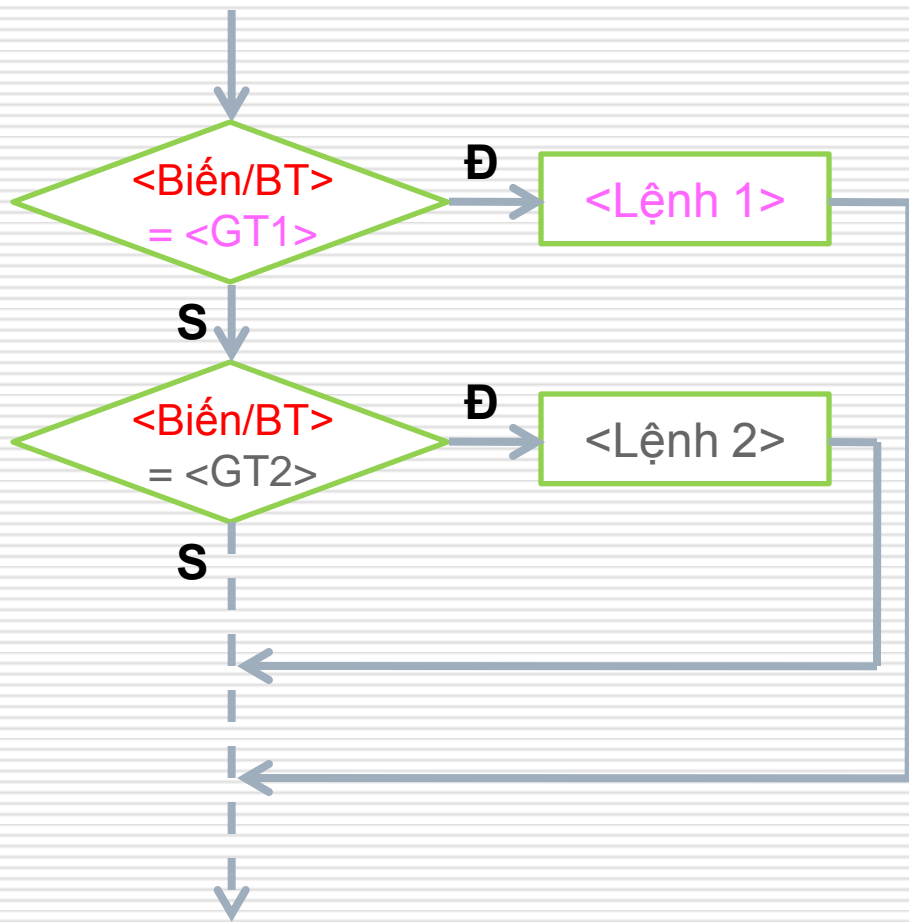 <Biến/BT>
= <GT1>
Đ
<Lệnh 1>
S
<Biến/BT>
= <GT2>
Đ
<Lệnh 2>
S